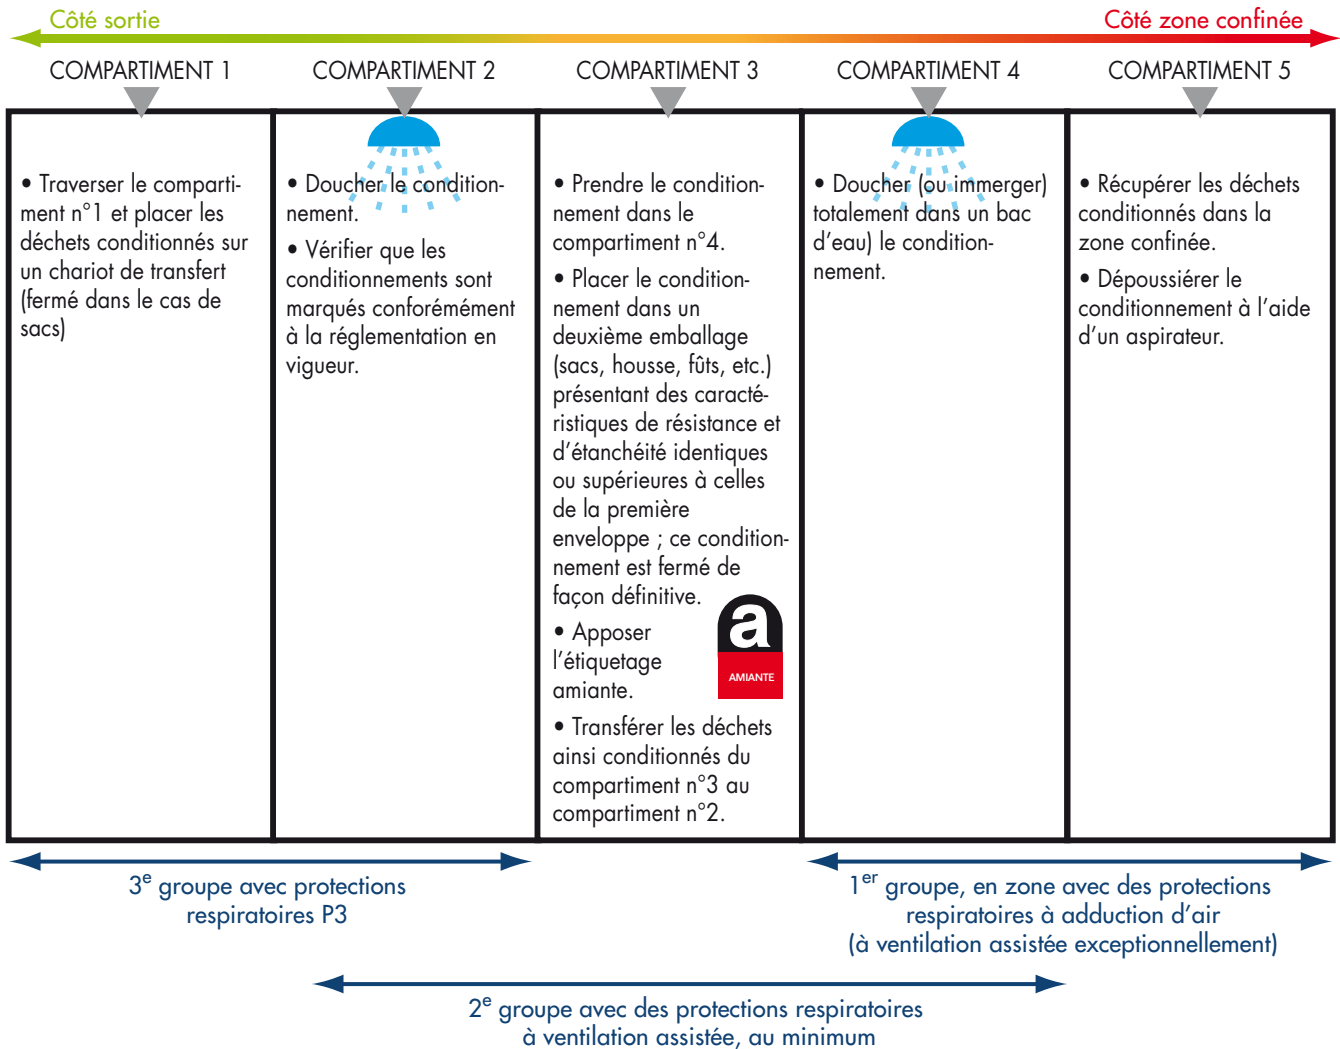 Côté sortie
Côté zone confinée
COMPARTIMENT 1
COMPARTIMENT 2
COMPARTIMENT 3
COMPARTIMENT 4
COMPARTIMENT 5
• Traverser le comparti-
ment n°1 et placer les
déchets conditionnés sur
un chariot de transfert
(fermé dans le cas de
sacs)
• Doucher le condition-
nement.
• Vérifier que les
conditionnements sont
marqués conforémément
à la réglementation en
vigueur.
• Prendre le condition-
nement dans le
compartiment n°4.
• Placer le condition-
nement dans un
deuxième emballage
(sacs, housse, fûts, etc.)
présentant des caracté-
ristiques de résistance et
d'étanchéité identiques
ou supérieures à celles
de la première
enveloppe ; ce condition-
nement est fermé de
façon définitive.
• Apposer
l'étiquetage
amiante.
a
AMIANTE
• Transférer les déchets
ainsi conditionnés du
compartiment n°3 au
compartiment n°2.
• Doucher (ou immerger)
totalement dans un bac
d'eau) le condition-
nement.
• Récupérer les déchets
conditionnés dans la
zone confinée.
• Dépoussiérer le
conditionnement à l'aide
d'un aspirateur.
3e groupe avec protections
respiratoires P3
1er groupe, en zone avec des protections
respiratoires à adduction d'air
(à ventilation assistée exceptionnellement)
2e groupe avec des protections respiratoires
à ventilation assistée, au minimum